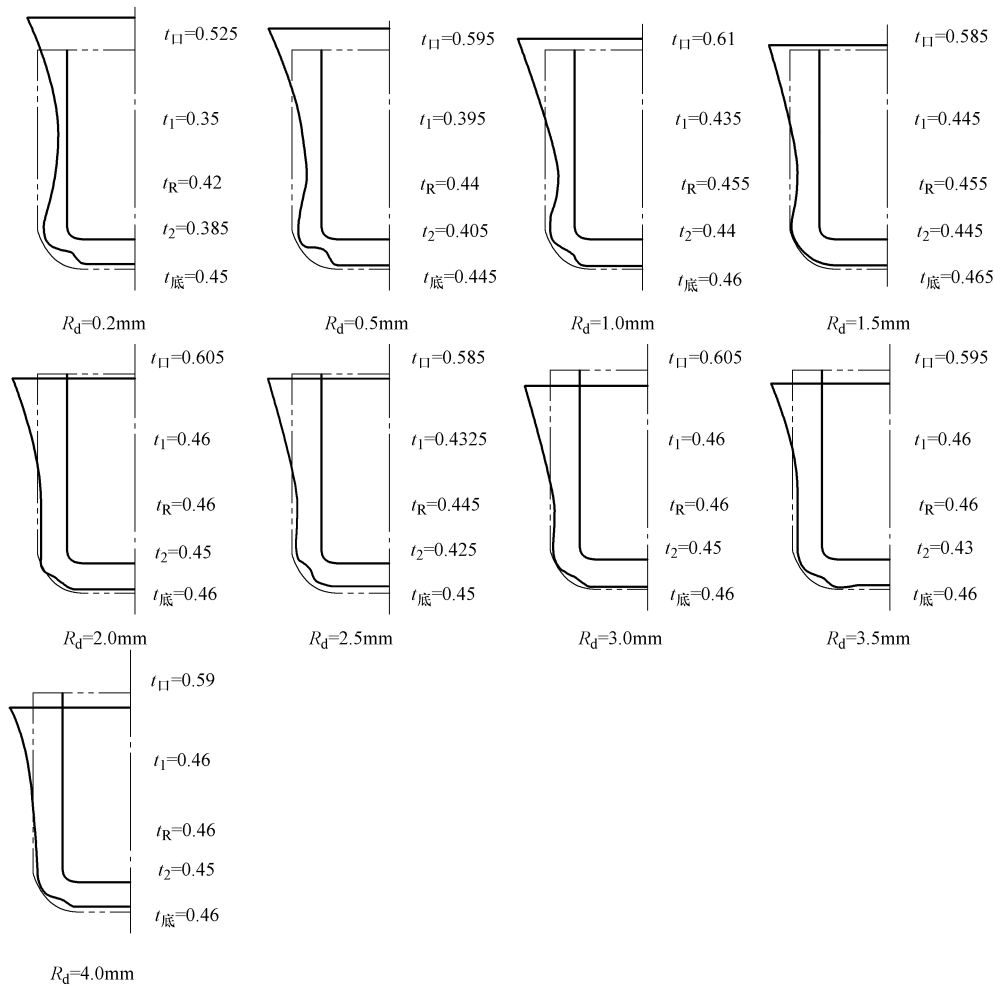 t口=0.525
t1=0.35
tR=0.42
t2=0.385
t底=0.45
Rd=0.2mm
t口=0.595
t1=0.395
tR=0.44
t2=0.405
t底=0.445
Rd=0.5mm
t口=0.61
t1=0.435
tR=0.455
t2=0.44
t底=0.46
Rd=1.0mm
t口=0.585
t1=0.445
tR=0.455
t2=0.445
t底=0.465
Rd=1.5mm
t口=0.605
t1=0.46
tR=0.46
t2=0.45
t底=0.46
Rd=2.0mm
t口=0.585
t1=0.4325
tR=0.445
t2=0.425
t底=0.45
Rd=2.5mm
t口=0.605
t1=0.46
tR=0.46
t2=0.45
t底=0.46
Rd=3.0mm
t口=0.595
t1=0.46
tR=0.46
t2=0.43
t底=0.46
Rd=3.5mm
t口=0.59
t1=0.46
tR=0.46
t2=0.45
t底=0.46
Rd=4.0mm